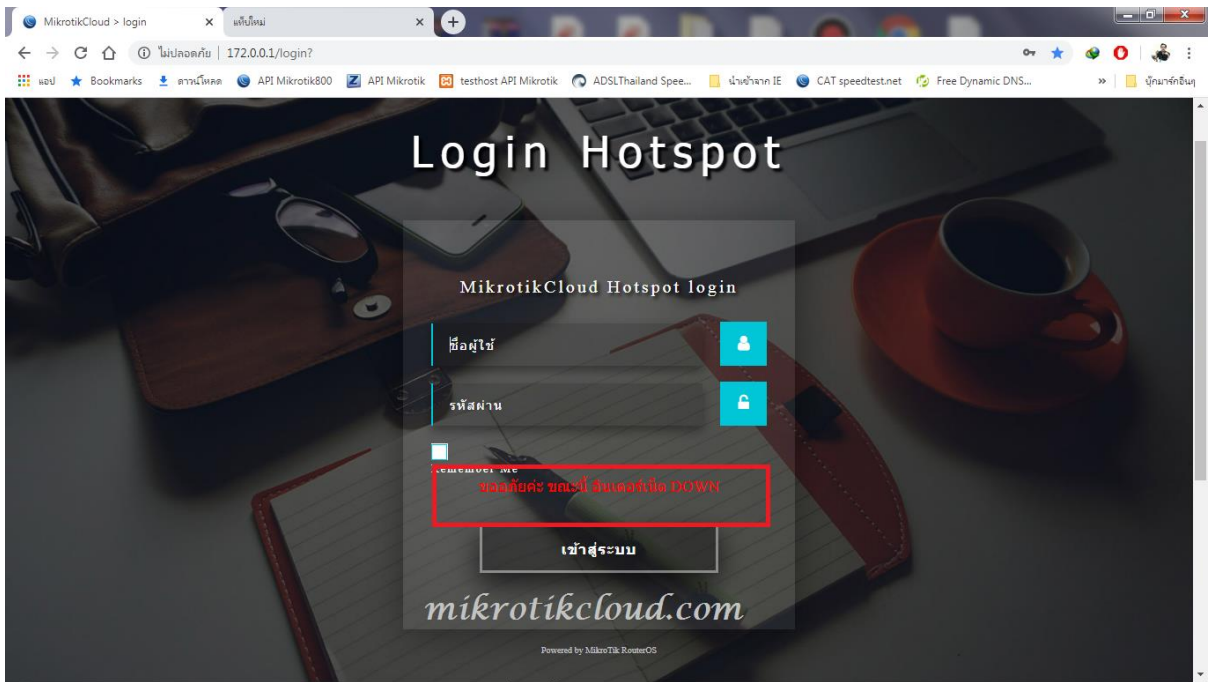 MikrotikCloud > login
แท็บใหม่
ไม่ปลอดภัย | 172.0.0.1/login?
แอป
Bookmarks
ดาวน์โหลด
API Mikrotik800
API Mikrotik
testhost API Mikrotik
ADSLThailand Spee...
นำเข้าจาก IE
CAT speedtest.net
Free Dynamic DNS...
»
บุ๊กมาร์กอื่นๆ
Login Hotspot
MikrotikCloud Hotspot login
ชื่อผู้ใช้
รหัสผ่าน
Remember Me
ขออภัยค่ะ ขณะนี้ อินเตอร์เน็ต DOWN
เข้าสู่ระบบ
mikrotikcloud.com
Powered by MikroTik RouterOS